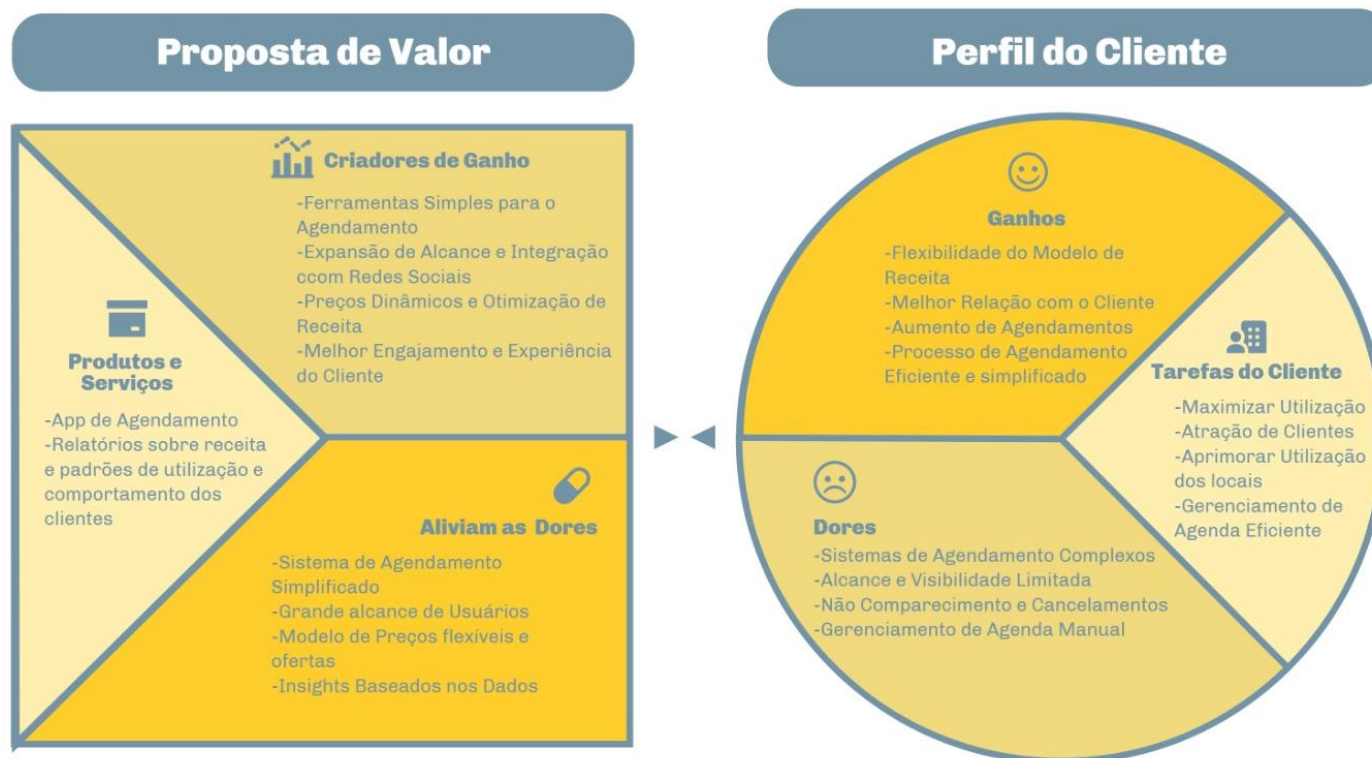 Proposta de Valor
Criadores de Ganho
-Ferramentas Simples para o
Agendamento
-Expansão de Alcance e Integração
ccom Redes Sociais
-Preços Dinâmicos e Otimização de
Receita
-Melhor Engajamento e Experiência
do Cliente
Produtos e
Serviços
-App de Agendamento
-Relatórios sobre receita
e padrões de utilização e
comportamento dos
clientes
Aliviam as Dores
-Sistema de Agendamento
Simplificado
-Grande alcance de Usuários
-Modelo de Preços flexíveis e
ofertas
-Insights Baseados nos Dados
Perfil do Cliente
Ganhos
-Flexibilidade do Modelo de
Receita
-Melhor Relação com o Cliente
-Aumento de Agendamentos
-Processo de Agendamento
Eficiente e simplificado
Tarefas do Cliente
-Maximizar Utilização
-Atração de Clientes
-Aprimorar Utilização
dos locais
-Gerenciamento de
Agenda Eficiente
Dores
-Sistemas de Agendamento Complexos
-Alcance e Visibilidade Limitada
-Não Comparecimento e Cancelamentos
-Gerenciamento de Agenda Manual